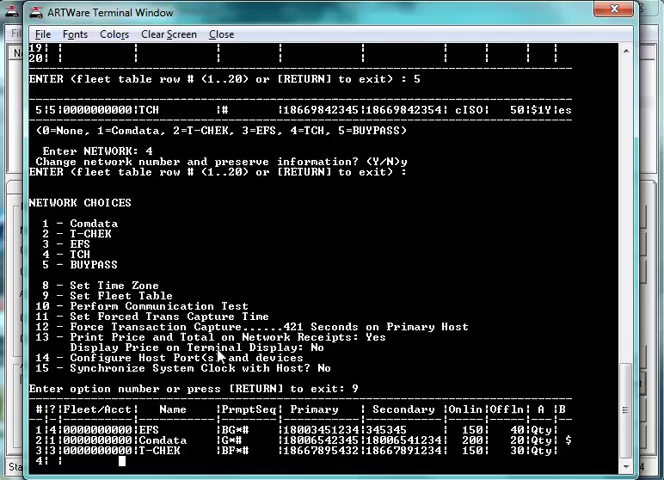 ARTWare Terminal Window
File Fonts Colors Clear Screen Close
19¦ ¦ ¦ ¦ ¦ ¦ ¦ ¦ ¦ ¦
20¦ ¦ ¦ ¦ ¦ ¦ ¦ ¦ ¦ ¦
ENTER (fleet table row # (1..20) or [RETURN] to exit) : 5
5¦5¦0000000000¦TCH ¦# ¦18669842345¦18669842354¦ cISO¦ 50¦$1Y¦es
(0=None, 1=Comdata, 2=T-CHEK, 3=EFS, 4=TCH, 5=BUYPASS)
Enter NETWORK: 4
Change network number and preserve information? (Y/N)y
ENTER (fleet table row # (1..20) or [RETURN] to exit) :
NETWORK CHOICES
1 - Comdata
2 - T-CHEK
3 - EFS
4 - TCH
5 - BUYPASS
8 - Set Time Zone
9 - Set Fleet Table
10 - Perform Communication Test
11 - Set Forced Trans Capture Time
12 - Force Transaction Capture......421 Seconds on Primary Host
13 - Print Price and Total on Network Receipts: Yes
Display Price on Terminal Display: No
14 - Configure Host Port(s) and devices
15 - Synchronize System Clock with Host? No
Enter option number or press [RETURN] to exit: 9
#¦?¦Fleet/Acct¦ Name ¦PrmptSeq¦ Primary ¦ Secondary ¦Onlin¦Offln¦ A ¦B
1¦4¦0000000000¦EFS ¦BG*# ¦18003451234¦345345 ¦ 150¦ 40¦Qty¦
2¦1¦0000000000¦Comdata ¦G*# ¦18006542345¦18006541234¦ 200¦ 20¦Qty¦ $
3¦3¦0000000000¦T-CHEK ¦BF*# ¦18667895432¦18667891234¦ 150¦ 30¦Qty¦
4¦ ¦